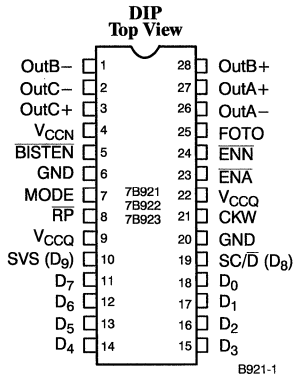 DIP
Top View
OutB− 1 28 OutB+
OutC− 2 27 OutA+
OutC+ 3 26 OutA−
VCCN 4 25 FOTO
BISTEN 5 24 ENN
GND 6 23 ENA
MODE 7 7B921 22 VCCQ
RP 8 7B922 7B923 21 CKW
VCCQ 9 20 GND
SVS (D9) 10 19 SC/D (D8)
D7 11 18 D0
D6 12 17 D1
D5 13 16 D2
D4 14 15 D3
B921-1